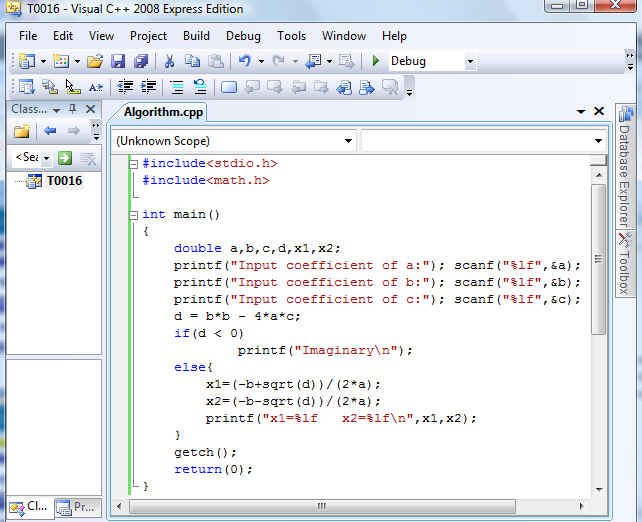 T0016 - Visual C++ 2008 Express Edition
File Edit View Project Build Debug Tools Window Help
Debug
Class...
Algorithm.cpp
(Unknown Scope)
<Sea
T0016
#include<stdio.h>
#include<math.h>
int main()
{
double a,b,c,d,x1,x2;
printf("Input coefficient of a:"); scanf("%lf",&a);
printf("Input coefficient of b:"); scanf("%lf",&b);
printf("Input coefficient of c:"); scanf("%lf",&c);
d = b*b - 4*a*c;
if(d < 0)
printf("Imaginary\n");
else{
x1=(-b+sqrt(d))/(2*a);
x2=(-b-sqrt(d))/(2*a);
printf("x1=%lf   x2=%lf\n",x1,x2);
}
getch();
return(0);
}
Cl...
Pr...
Database Explorer
Toolbox